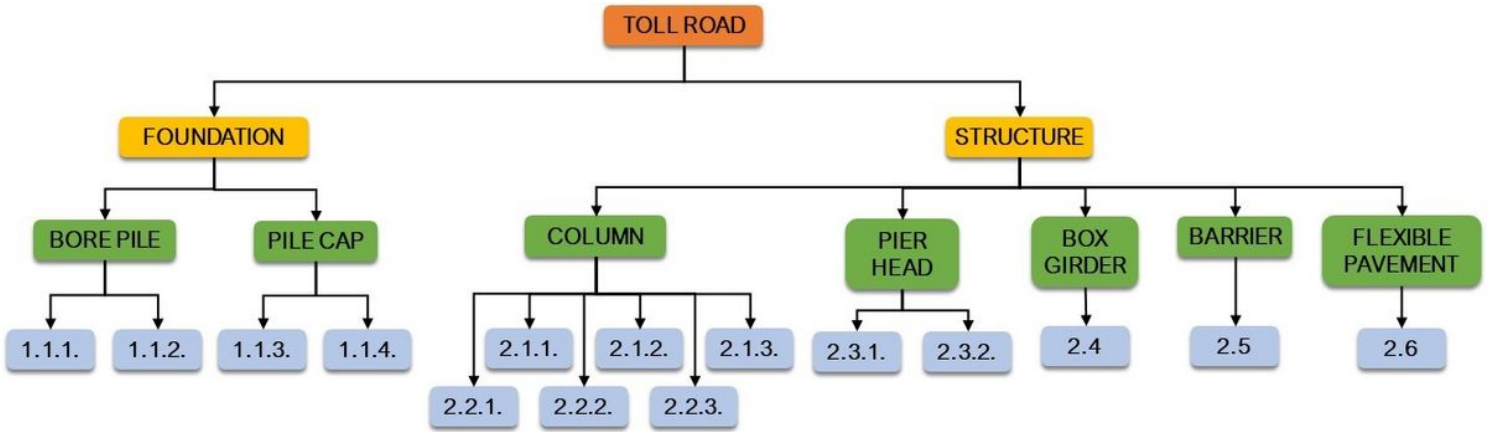 TOLL ROAD
FOUNDATION
STRUCTURE
BORE PILE
PILE CAP
COLUMN
PIER
HEAD
BOX
GIRDER
BARRIER
FLEXIBLE
PAVEMENT
1.1.1.
1.1.2.
1.1.3.
1.1.4.
2.1.1.
2.1.2.
2.1.3.
2.2.1.
2.2.2.
2.2.3.
2.3.1.
2.3.2.
2.4
2.5
2.6